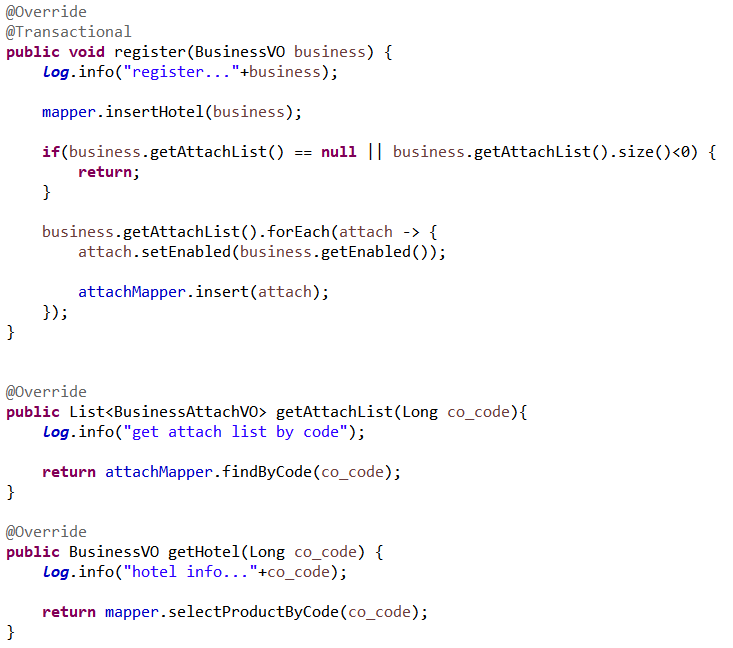 @Override
@Transactional
public void register(BusinessVO business) {
    log.info("register..."+business);
    mapper.insertHotel(business);
    if(business.getAttachList() == null || business.getAttachList().size()<0) {
        return;
    }
    business.getAttachList().forEach(attach -> {
        attach.setEnabled(business.getEnabled());
        attachMapper.insert(attach);
    });
}
@Override
public List<BusinessAttachVO> getAttachList(Long co_code){
    log.info("get attach list by code");
    return attachMapper.findByCode(co_code);
}
@Override
public BusinessVO getHotel(Long co_code) {
    log.info("hotel info..."+co_code);
    return mapper.selectProductByCode(co_code);
}